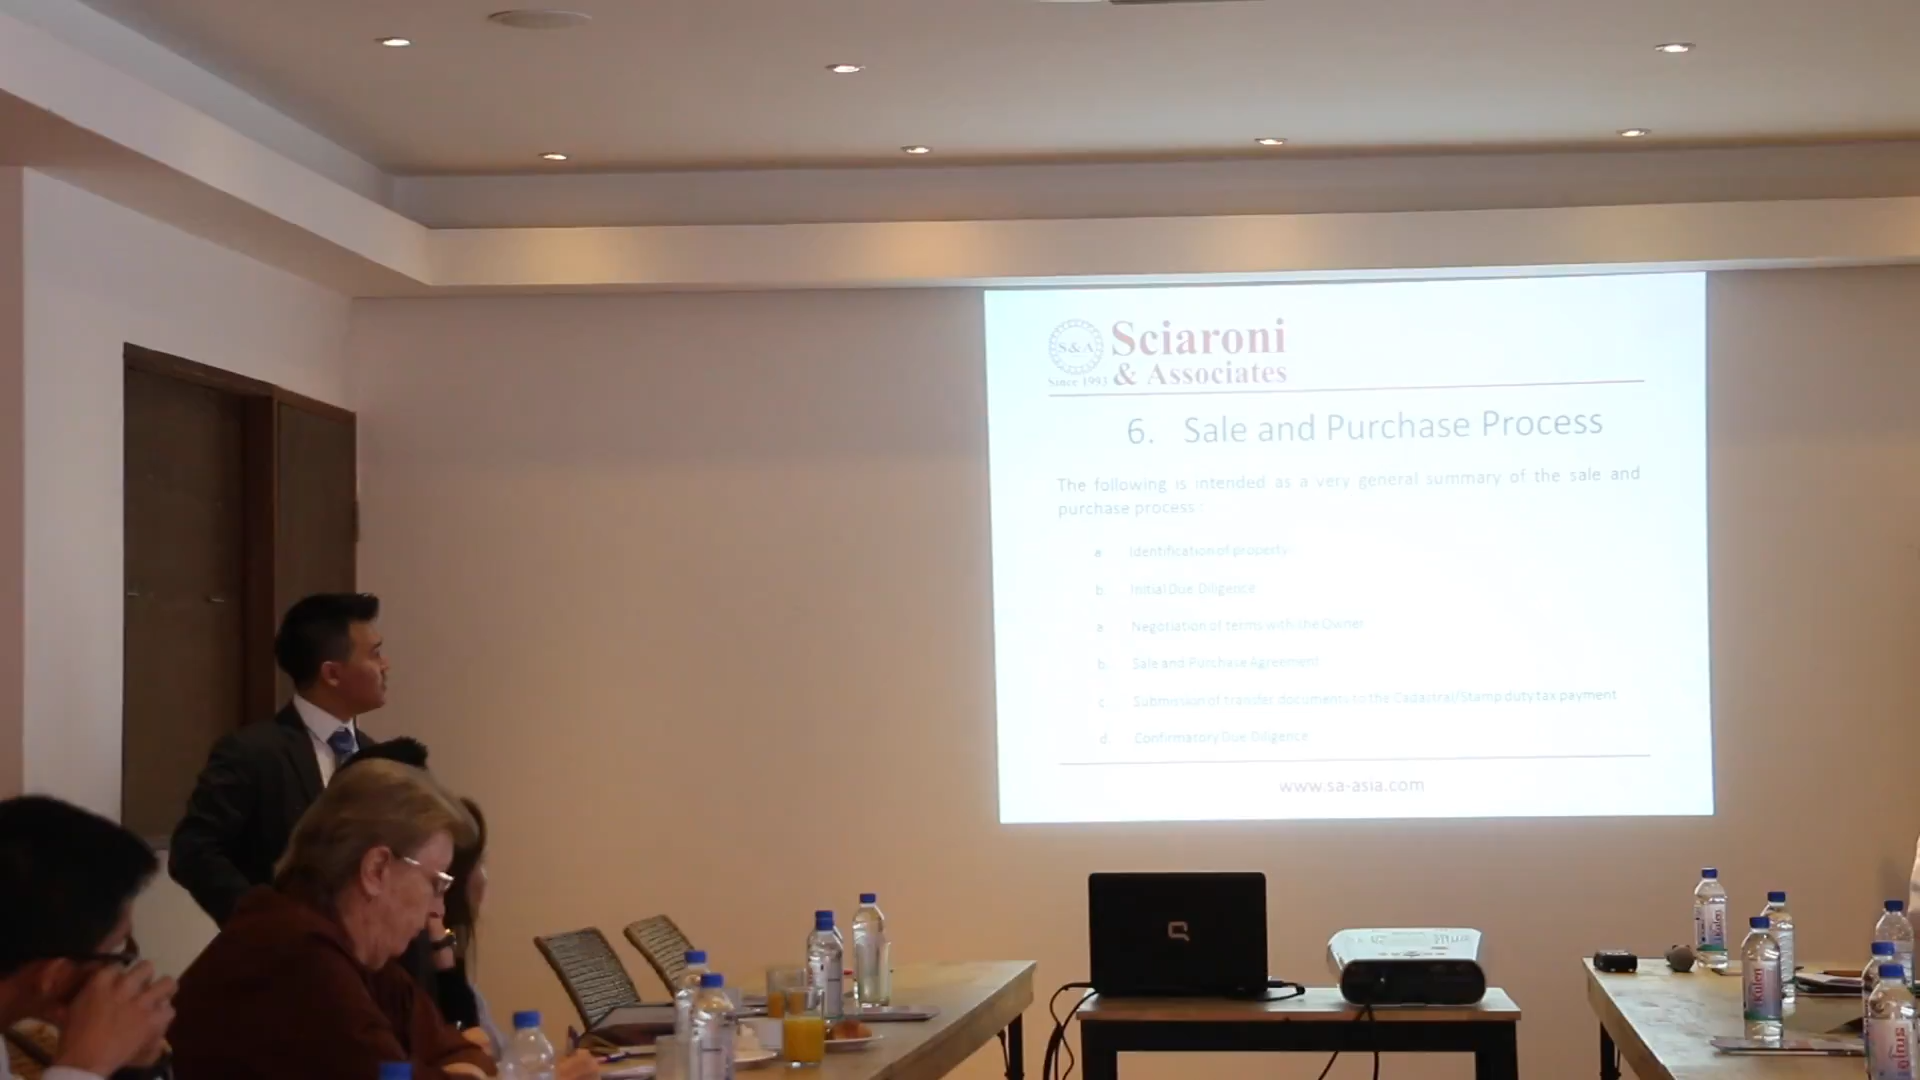 S&A
Sciaroni
Since 1993 & Associates
6. Sale and Purchase Process
The following is intended as a very general summary of the sale and
purchase process :
a Identification of property
b Initial Due Diligence
a Negotiation of terms with the Owner
b Sale and Purchase Agreement
c Submission of transfer documents to the Cadastral/Stamp duty tax payment
d Confirmatory Due Diligence
www.sa-asia.com
Kulen
Kulen
Kulen